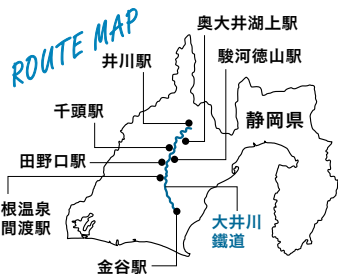 ROUTE MAP
奥大井湖上駅
井川駅
駿河徳山駅
千頭駅
静岡県
田野口駅
根温泉
間渡駅
大井川
鐵道
金谷駅